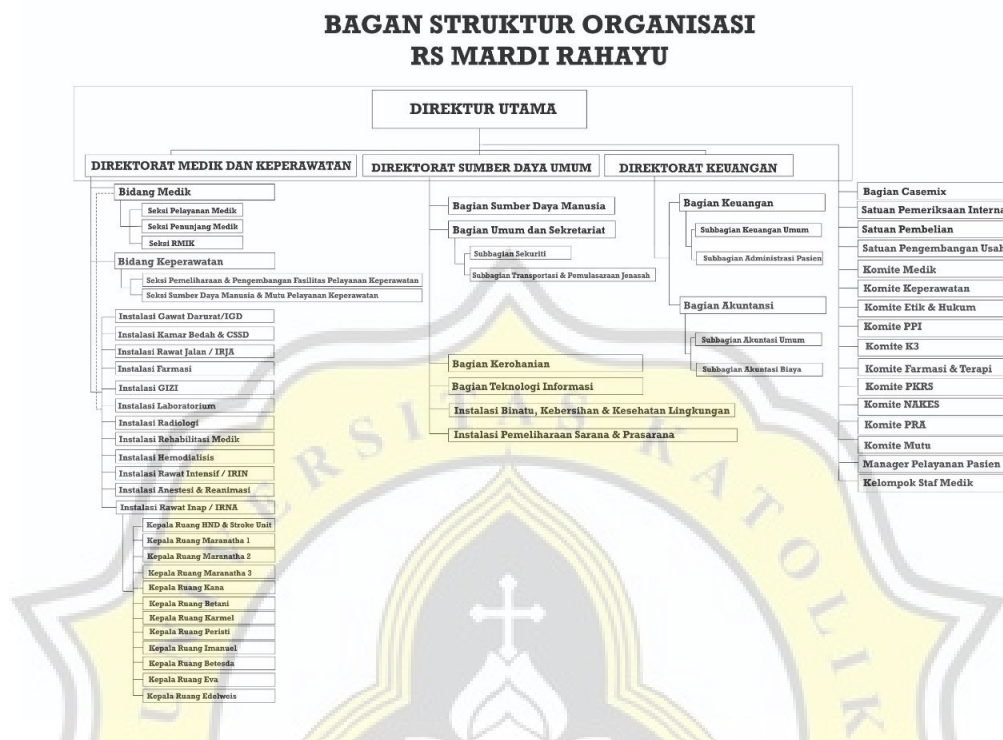 BAGAN STRUKTUR ORGANISASI
RS MARDI RAHAYU
DIREKTUR UTAMA
DIREKTORAT MEDIK DAN KEPERAWATAN
Bidang Medik
Seksi Pelayanan Medik
Seksi Penunjang Medik
Seksi RMIK
Bidang Keperawatan
Seksi Pemeliharaan & Pengembangan Fasilitas Pelayanan Keperawatan
Seksi Sumber Daya Manusia & Mutu Pelayanan Keperawatan
Instalasi Gawat Darurat/IGD
Instalasi Kamar Bedah & CSSD
Instalasi Rawat Jalan / IRJA
Instalasi Farmasi
Instalasi GIZI
Instalasi Laboratorium
Instalasi Radiologi
Instalasi Rehabilitasi Medik
Instalasi Hemodialisis
Instalasi Rawat Intensif / IRIN
Instalasi Anestesi & Reanimasi
Instalasi Rawat Inap / IRNA
Kepala Ruang HND & Stroke Unit
Kepala Ruang Maranatha 1
Kepala Ruang Maranatha 2
Kepala Ruang Maranatha 3
Kepala Ruang Kana
Kepala Ruang Betani
Kepala Ruang Karmel
Kepala Ruang Peristi
Kepala Ruang Imanuel
Kepala Ruang Betesda
Kepala Ruang Eva
Kepala Ruang Edelweis
DIREKTORAT SUMBER DAYA UMUM
Bagian Sumber Daya Manusia
Bagian Umum dan Sekretariat
Subbagian Sekuriti
Subbagian Transportasi & Pemulasaraan Jenasah
Bagian Kerohanian
Bagian Teknologi Informasi
Instalasi Binatu, Kebersihan & Kesehatan Lingkungan
Instalasi Pemeliharaan Sarana & Prasarana
DIREKTORAT KEUANGAN
Bagian Keuangan
Subbagian Keuangan Umum
Subbagian Administrasi Pasien
Bagian Akuntansi
Subbagian Akuntasi Umum
Subbagian Akuntasi Biaya
Bagian Casemix
Satuan Pemeriksaan Interna
Satuan Pembelian
Satuan Pengembangan Usah
Komite Medik
Komite Keperawatan
Komite Etik & Hukum
Komite PPI
Komite K3
Komite Farmasi & Terapi
Komite PKRS
Komite NAKES
Komite PRA
Komite Mutu
Manager Pelayanan Pasien
Kelompok Staf Medik
UNIVERSITAS KATOLIK